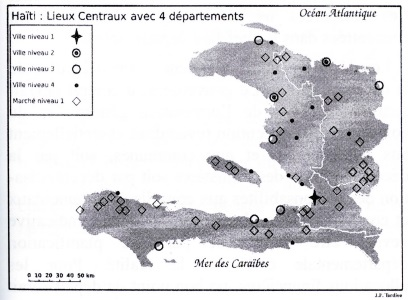 Haïti : Lieux Centraux avec 4 départements
Océan Atlantique
Ville niveau 1
Ville niveau 2
Ville niveau 3
Ville niveau 4
Marché niveau 1
Mer des Caraïbes
0 10 20 30 40 50 km
J.F. Tardieu